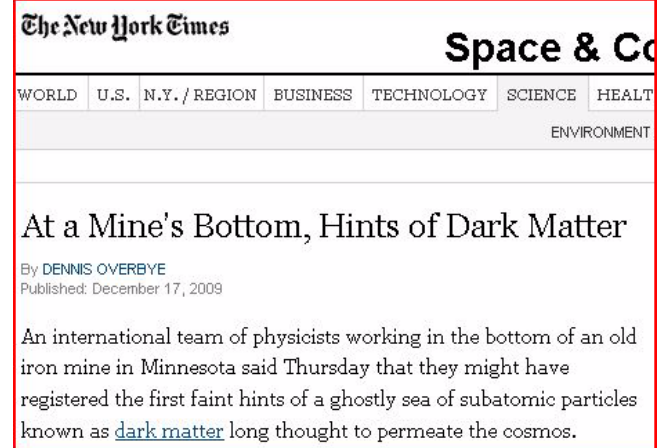 The New York Times
Space & Co
WORLD U.S. N.Y. / REGION BUSINESS TECHNOLOGY SCIENCE HEALT
ENVIRONMENT
At a Mine's Bottom, Hints of Dark Matter
By DENNIS OVERBYE
Published: December 17, 2009
An international team of physicists working in the bottom of an old
iron mine in Minnesota said Thursday that they might have
registered the first faint hints of a ghostly sea of subatomic particles
known as dark matter long thought to permeate the cosmos.